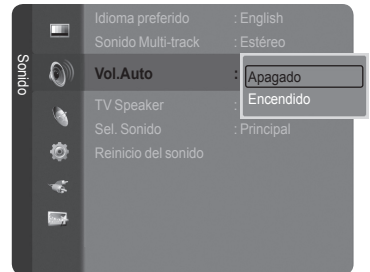 Sonido
Idioma preferido : English
Sonido Multi-track : Estéreo
Vol.Auto :
Apagado
Encendido
TV Speaker :
Sel. Sonido : Principal
Reinicio del sonido